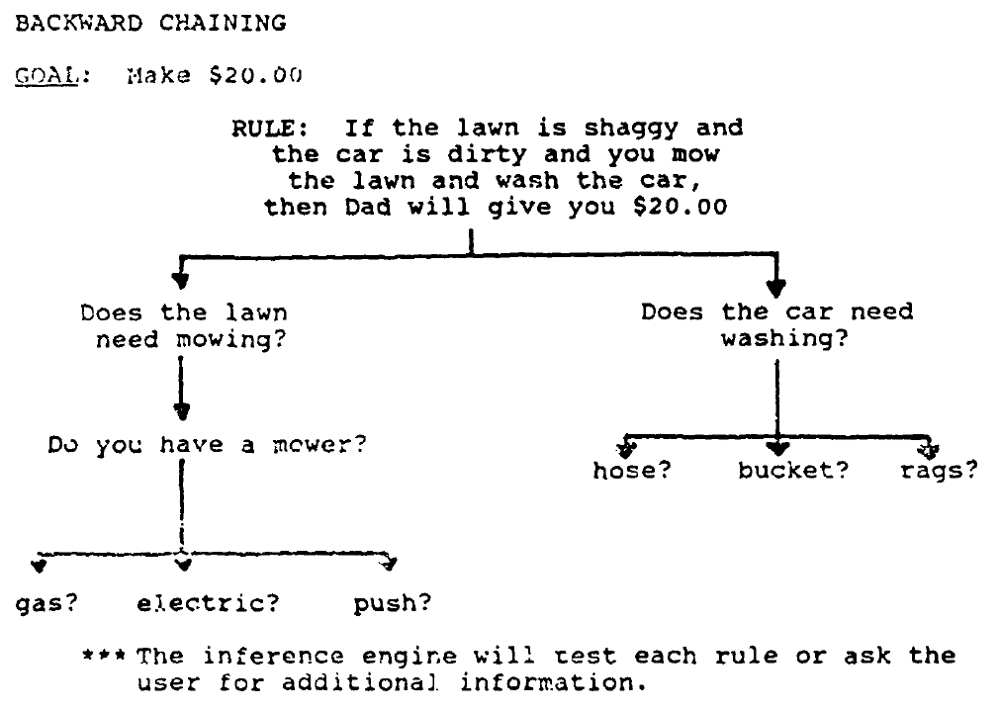 BACKWARD CHAINING
GOAL: Make $20.00
RULE: If the lawn is shaggy and
the car is dirty and you mow
the lawn and wash the car,
then Dad will give you $20.00
Does the lawn
need mowing?
Does the car need
washing?
Do you have a mower?
hose? bucket? rags?
gas? electric? push?
*** The inference engine will test each rule or ask the
user for additional information.